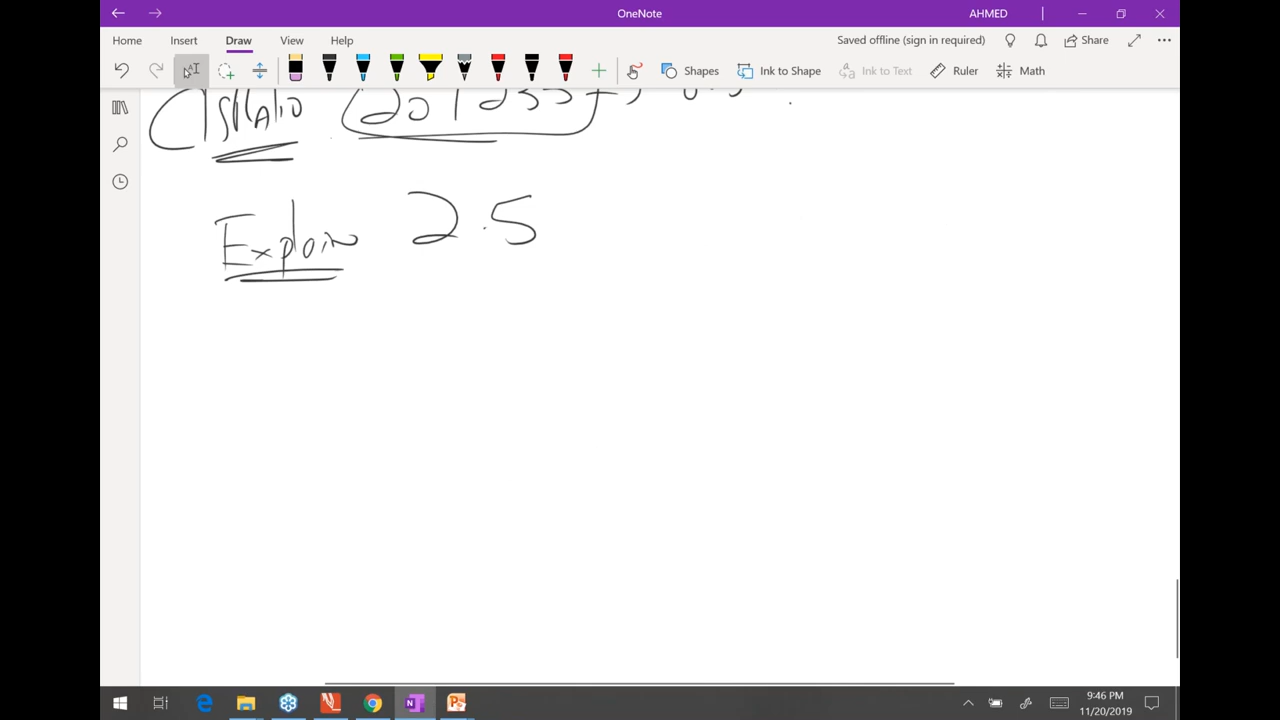 OneNote
AHMED
Home Insert Draw View Help
Saved offline (sign in required)
Share
Shapes
Ink to Shape
Ink to Text
Ruler
Math
Explain 2.5
9:46 PM
11/20/2019